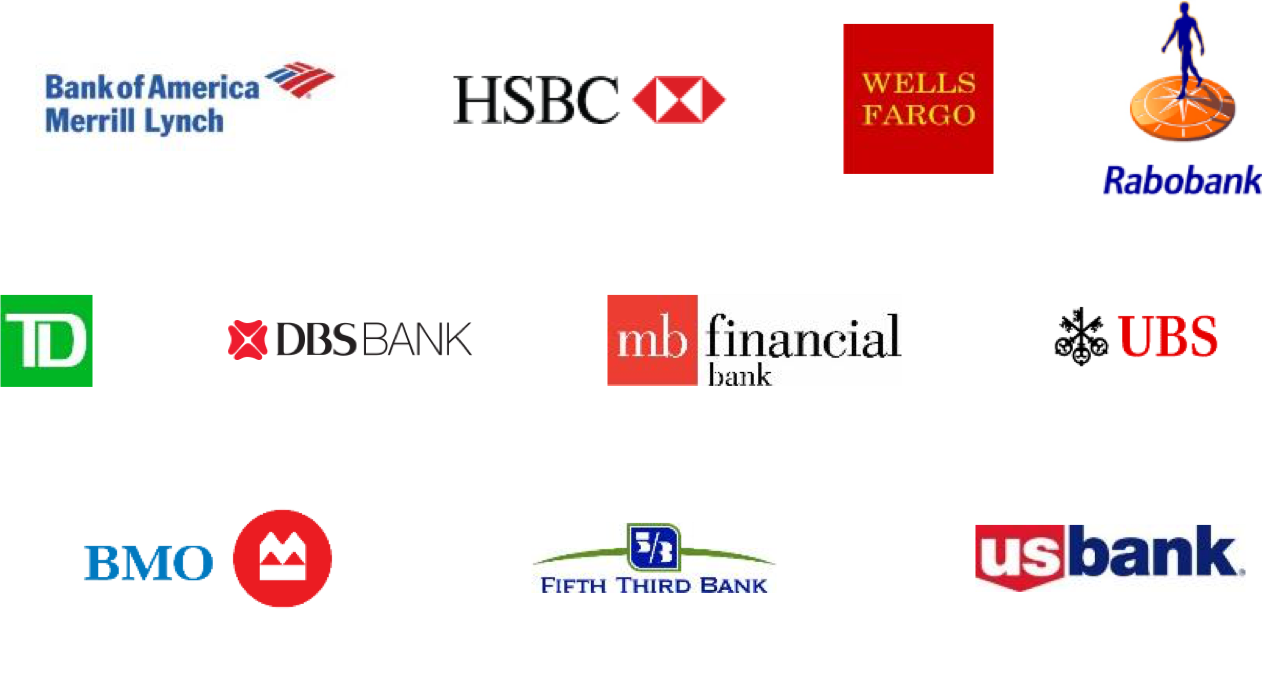 Bank of America
Merrill Lynch
HSBC
WELLS
FARGO
Rabobank
TD
DBS BANK
mb financial
bank
UBS
BMO
5/3
FIFTH THIRD BANK
usbank.